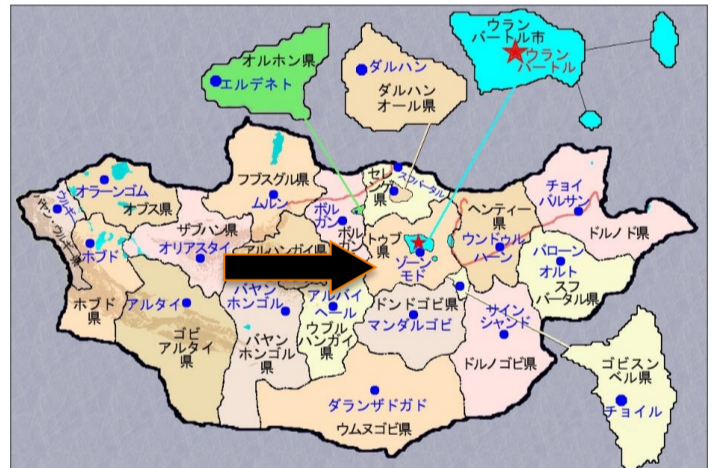 オルホン県
エルデネト
ダルハン
ダルハン
オール県
ウラン
バートル市
ウラン
バートル
オラーンゴム
オブス県
ウルギー
バヤン・ウルギー県
ホブド
ホブド
県
フブスグル県
ムルン
ザブハン県
オリアスタイ
アルハンガイ県
ボル
ガン
ボル
ガン
セレ
ンゲ
県
スフバータル
トゥブ
県
ゾーン
モド
ヘンティー
県
ウンドゥル
ハーン
チョイ
バルサン
ドルノド県
バローン
オルト
スフ
バータル県
アルタイ
ゴビ
アルタイ
県
バヤン
ホンゴル
バヤン
ホンゴル
県
アルバイ
ヘール
ウブル
ハンガイ
県
ドンドゴビ県
マンダルゴビ
サイン
シャンド
ドルノゴビ県
ダランザドガド
ウムヌゴビ県
ゴビスン
ベル県
チョイル